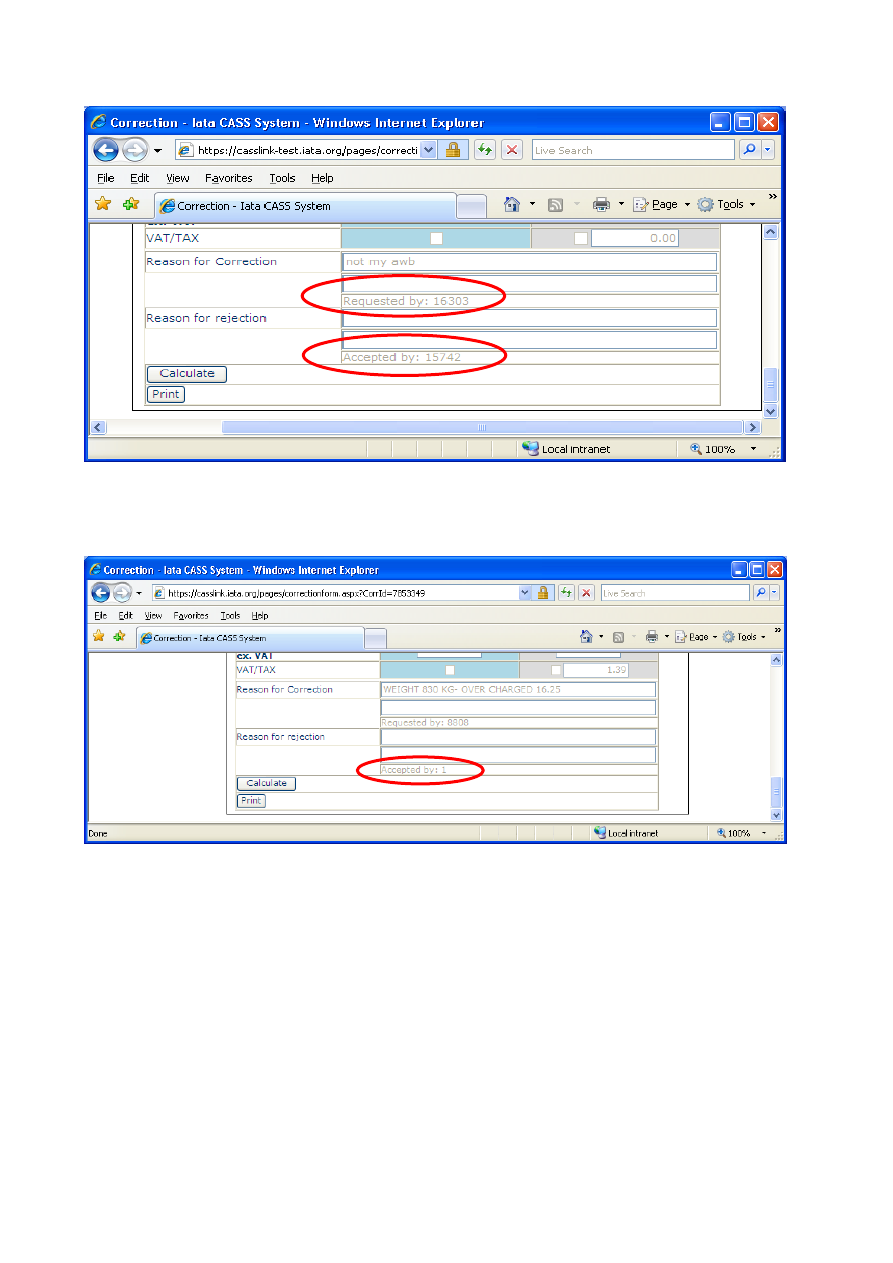 Correction - Iata CASS System - Windows Internet Explorer
https://casslink-test.iata.org/pages/correcti
Live Search
File Edit View Favorites Tools Help
Correction - Iata CASS System
Page
Tools
»
VAT/TAX 0.00
Reason for Correction not my awb
Requested by: 16303
Reason for rejection
Accepted by: 15742
Calculate
Print
Local intranet 100%
Correction - Iata CASS System - Windows Internet Explorer
https://casslink.iata.org/pages/correctionform.aspx?CorrId=7853349
Live Search
File Edit View Favorites Tools Help
Correction - Iata CASS System
Page
Tools
»
ex. VAT
VAT/TAX 1.39
Reason for Correction WEIGHT 830 KG- OVER CHARGED 16.25
Requested by: 8808
Reason for rejection
Accepted by: 1
Calculate
Print
Done Local intranet 100%